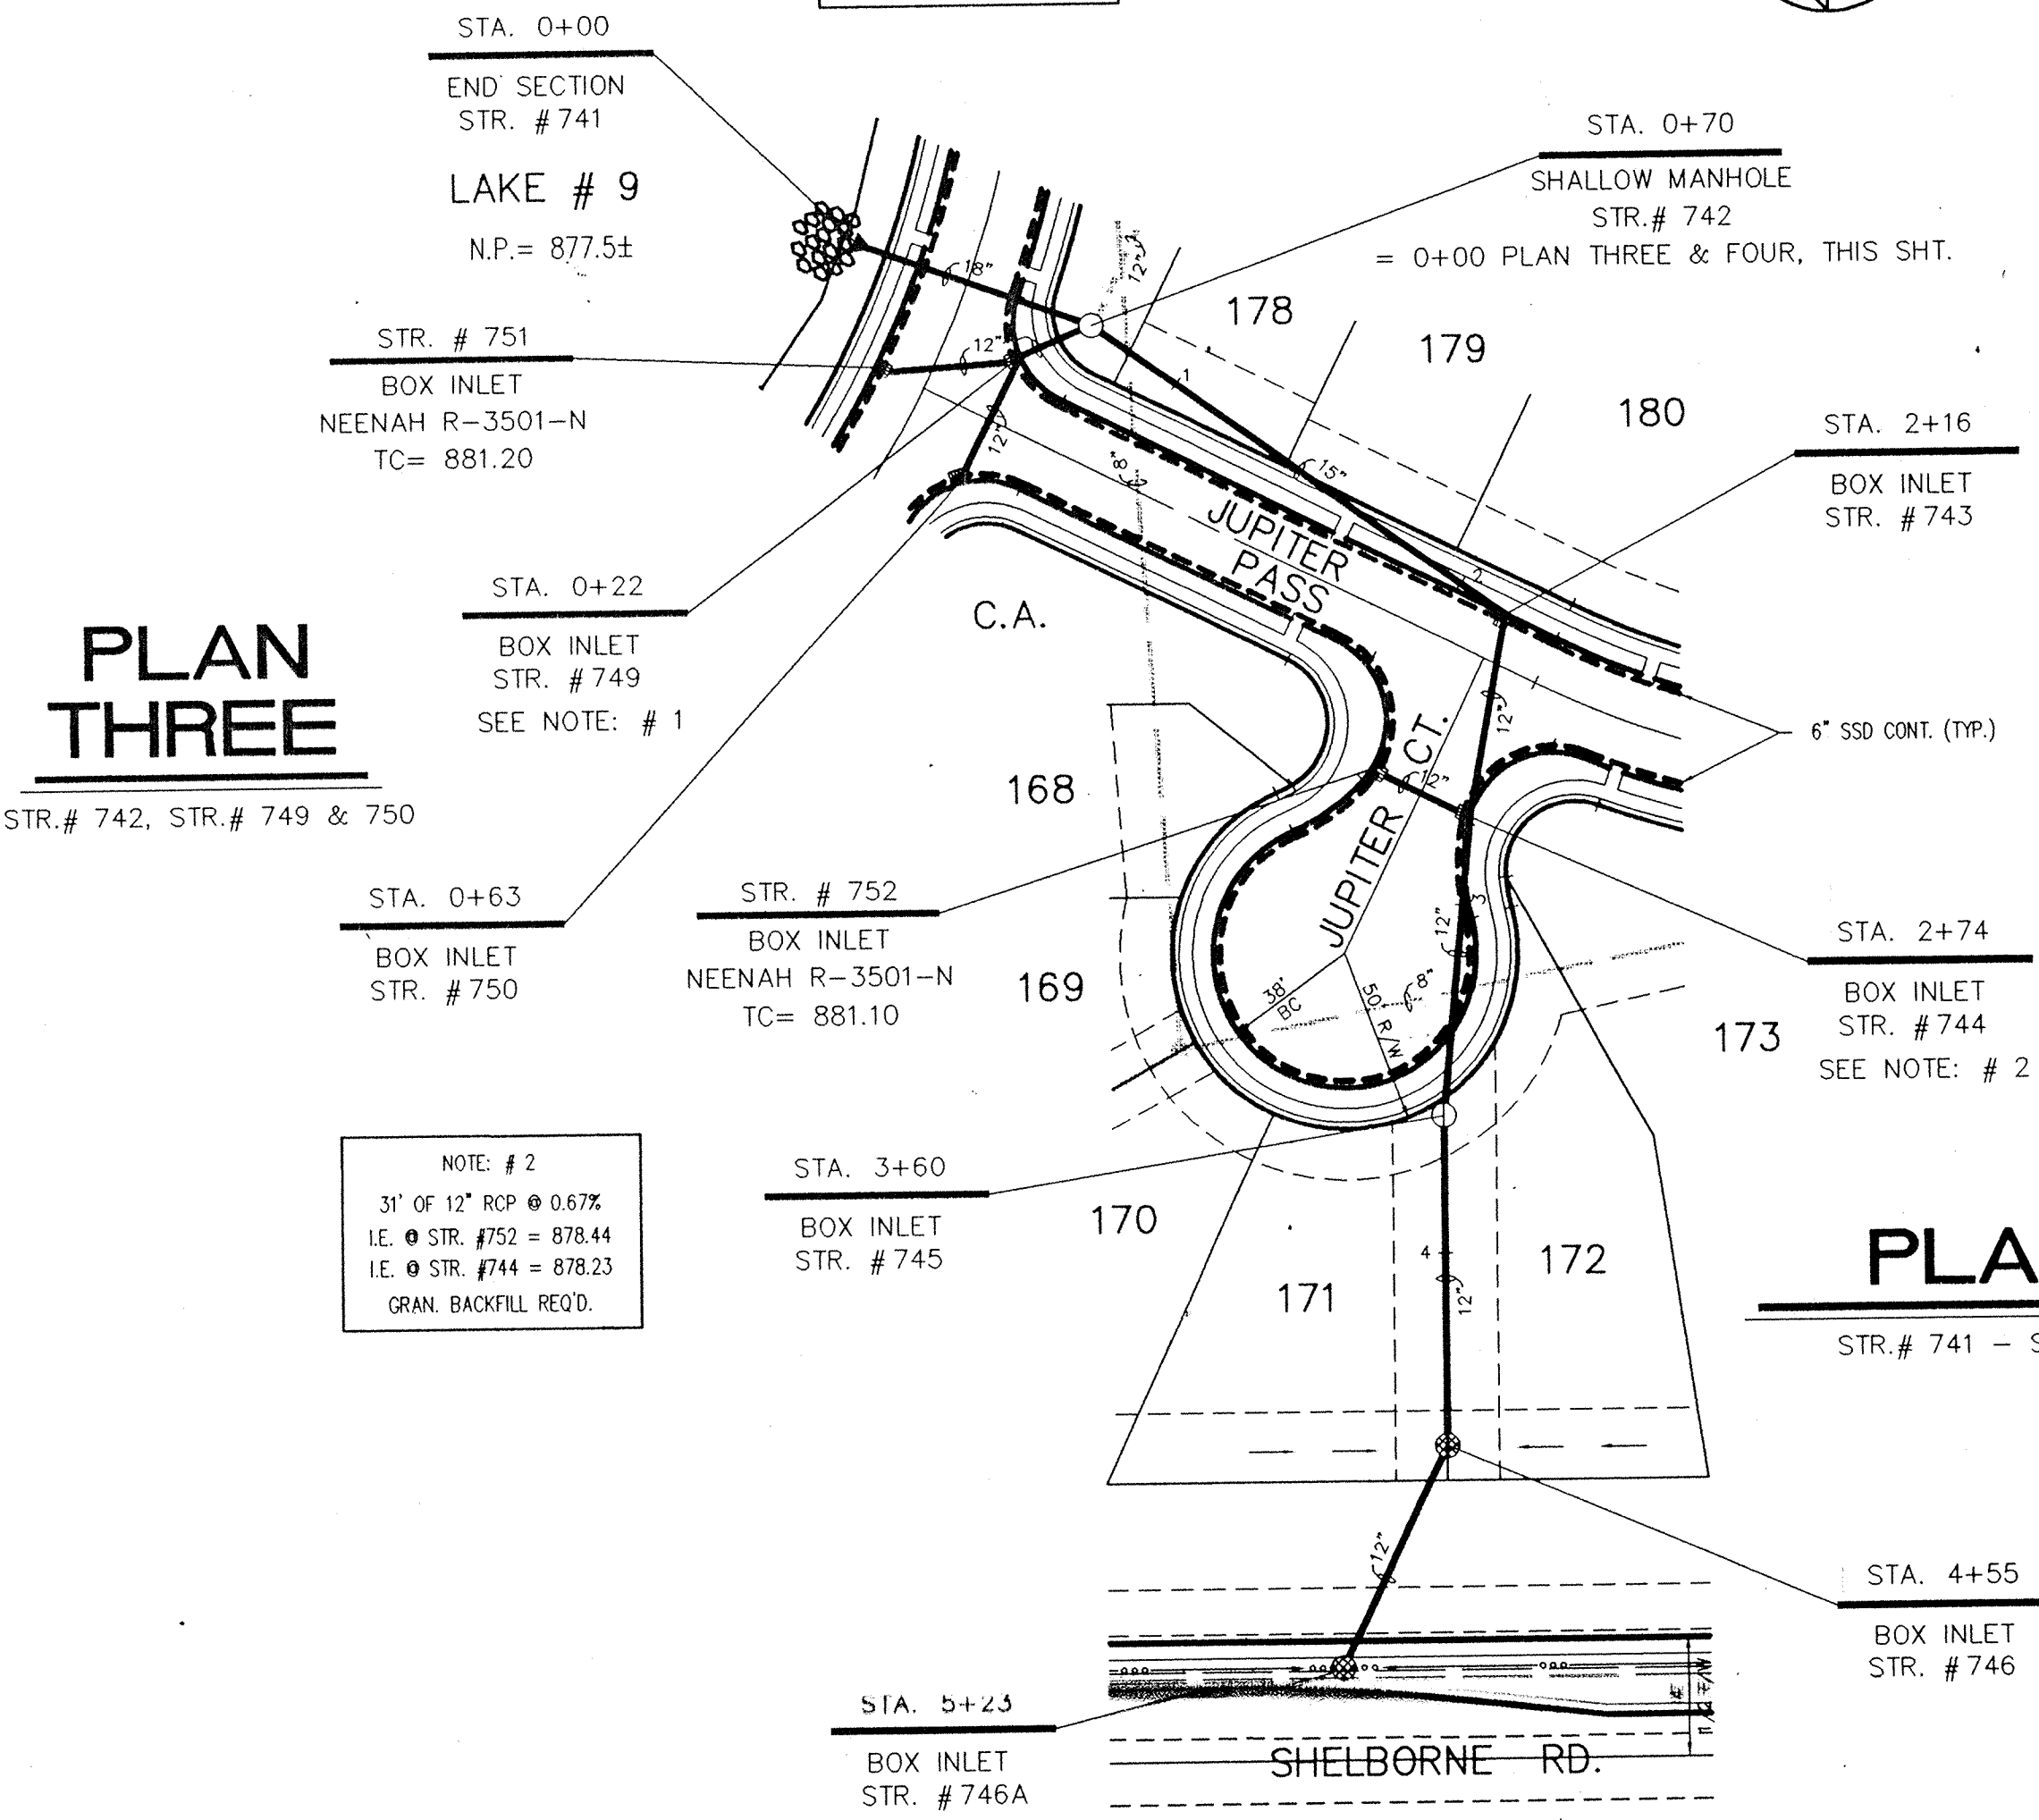 STA. 0+00
END SECTION
STR. # 741
LAKE # 9
N.P.= 877.5±
STA. 0+70
SHALLOW MANHOLE
STR.# 742
= 0+00 PLAN THREE & FOUR, THIS SHT.
12"
18"
178
179
180
STR. # 751
BOX INLET
NEENAH R-3501-N
TC= 881.20
12"
12"
1
15"
8"
2
STA. 2+16
BOX INLET
STR. # 743
JUPITER
PASS
STA. 0+22
BOX INLET
STR. # 749
SEE NOTE: # 1
C.A.
PLAN
THREE
STR.# 742, STR.# 749 & 750
6" SSD CONT. (TYP.)
12"
12"
JUPITER CT.
168
STA. 0+63
BOX INLET
STR. # 750
STR. # 752
BOX INLET
NEENAH R-3501-N
TC= 881.10
169
3
12"
8"
38'
BC
50' R/W
173
STA. 2+74
BOX INLET
STR. # 744
SEE NOTE: # 2
NOTE: # 2
31' OF 12" RCP @ 0.67%
I.E. @ STR. #752 = 878.44
I.E. @ STR. #744 = 878.23
GRAN. BACKFILL REQ'D.
STA. 3+60
BOX INLET
STR. # 745
170
171
172
4
12"
PLA
STR.# 741 - S
12"
STA. 4+55
BOX INLET
STR. # 746
STA. 5+23
BOX INLET
STR. # 746A
SHELBORNE RD.